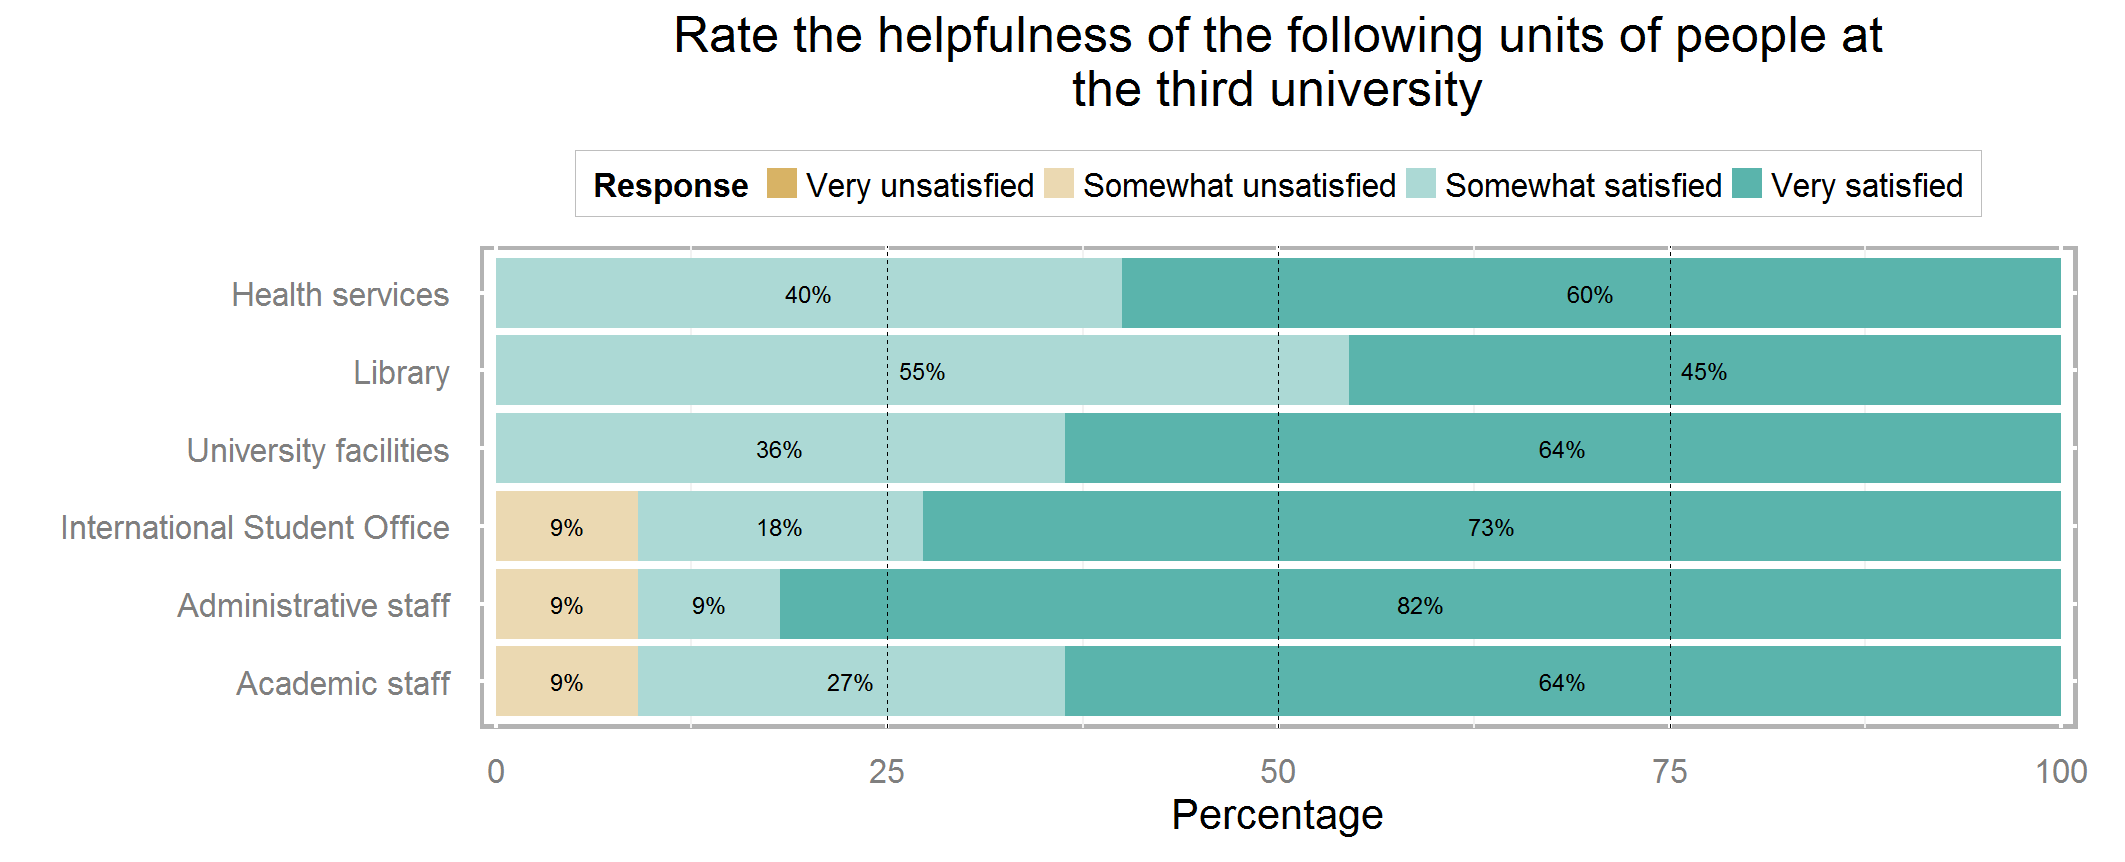 Rate the helpfulness of the following units of people at
the third university
Response Very unsatisfied Somewhat unsatisfied Somewhat satisfied Very satisfied
Health services 40% 60%
Library 55% 45%
University facilities 36% 64%
International Student Office 9% 18% 73%
Administrative staff 9% 9% 82%
Academic staff 9% 27% 64%
0 25 50 75 100
Percentage